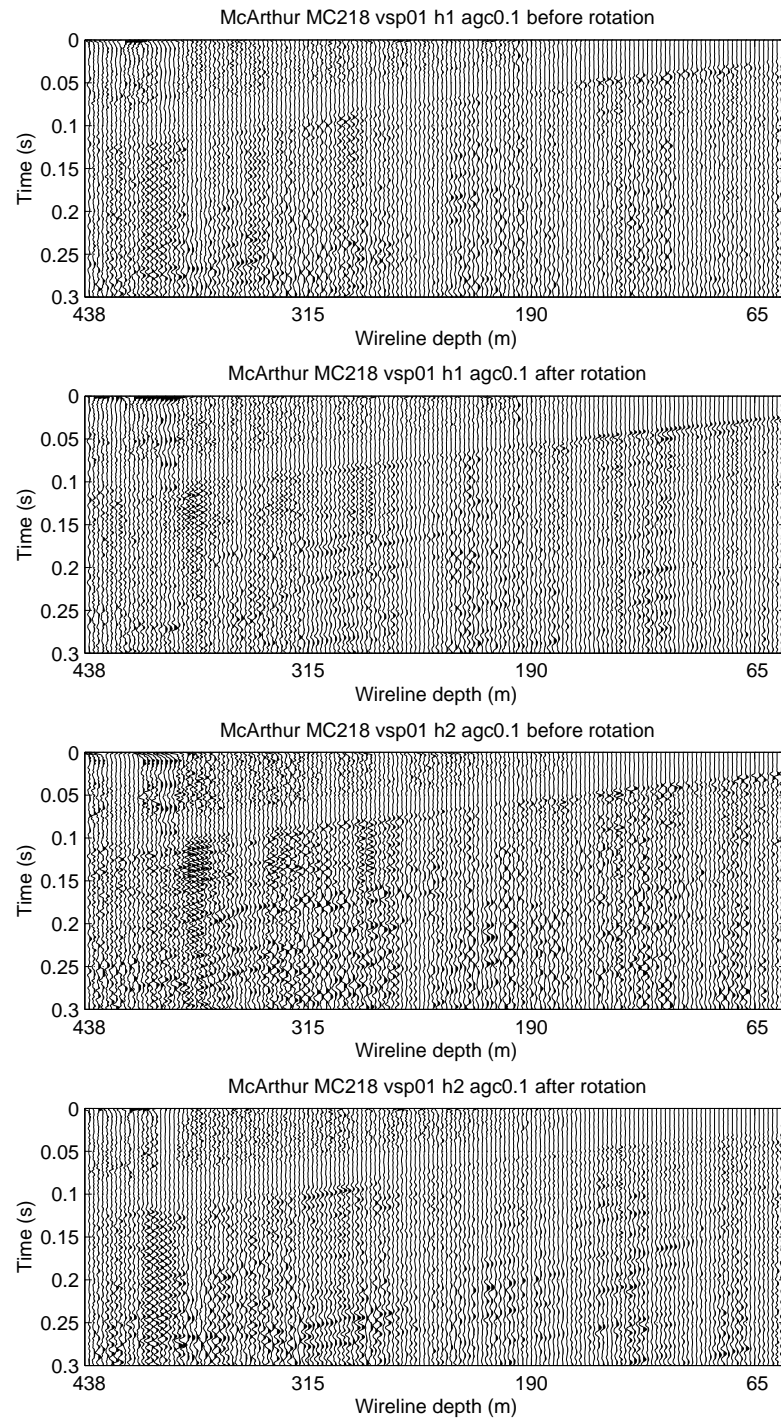 McArthur MC218 vsp01 h1 agc0.1 before rotation
0
0.05
0.1
0.15
0.2
0.25
0.3
Time (s)
438 315 190 65
Wireline depth (m)
McArthur MC218 vsp01 h1 agc0.1 after rotation
0
0.05
0.1
0.15
0.2
0.25
0.3
Time (s)
438 315 190 65
Wireline depth (m)
McArthur MC218 vsp01 h2 agc0.1 before rotation
0
0.05
0.1
0.15
0.2
0.25
0.3
Time (s)
438 315 190 65
Wireline depth (m)
McArthur MC218 vsp01 h2 agc0.1 after rotation
0
0.05
0.1
0.15
0.2
0.25
0.3
Time (s)
438 315 190 65
Wireline depth (m)